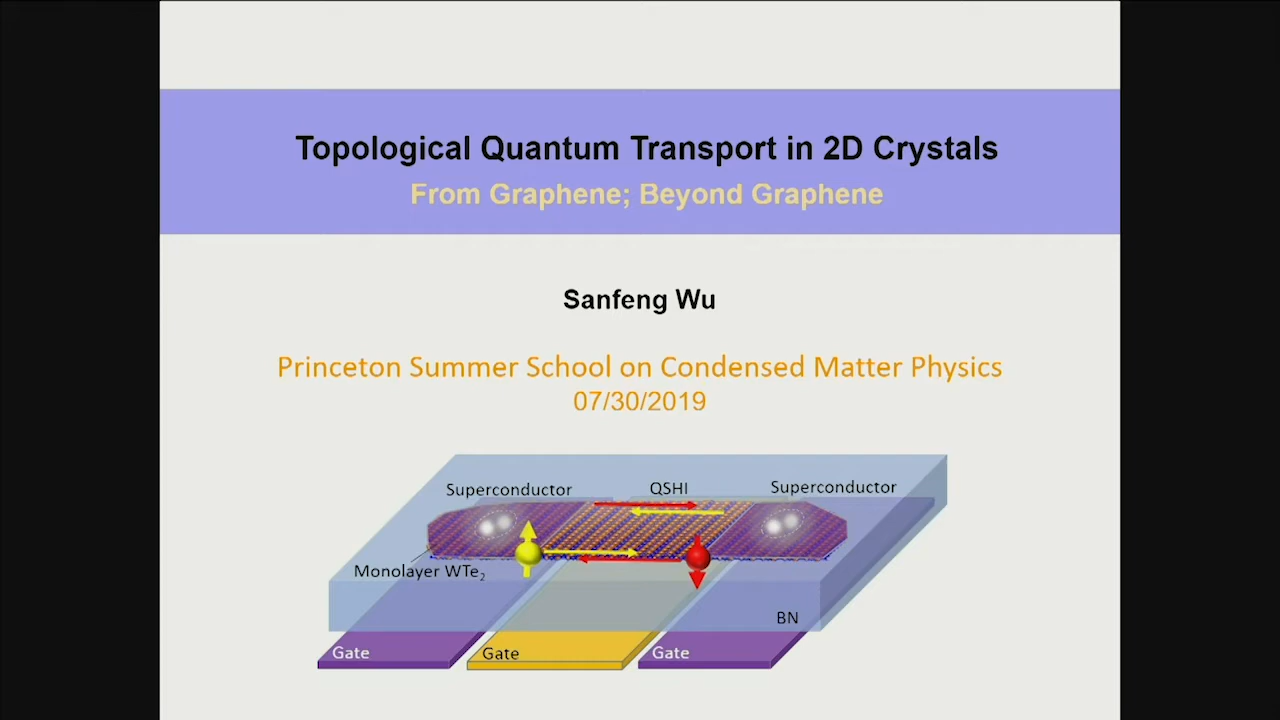 Topological Quantum Transport in 2D Crystals
From Graphene; Beyond Graphene
Sanfeng Wu
Princeton Summer School on Condensed Matter Physics
07/30/2019
Superconductor
QSHI
Superconductor
Monolayer WTe₂
BN
Gate
Gate
Gate